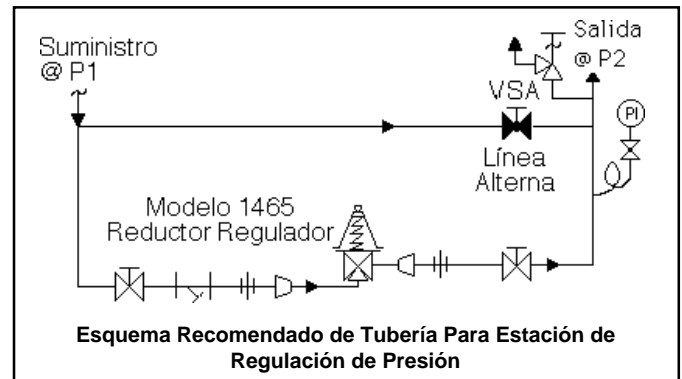 Suministro
@ P1
Salida
@ P2
VSA
PI
Línea
Alterna
Modelo 1465
Reductor Regulador
Esquema Recomendado de Tubería Para Estación de
Regulación de Presión